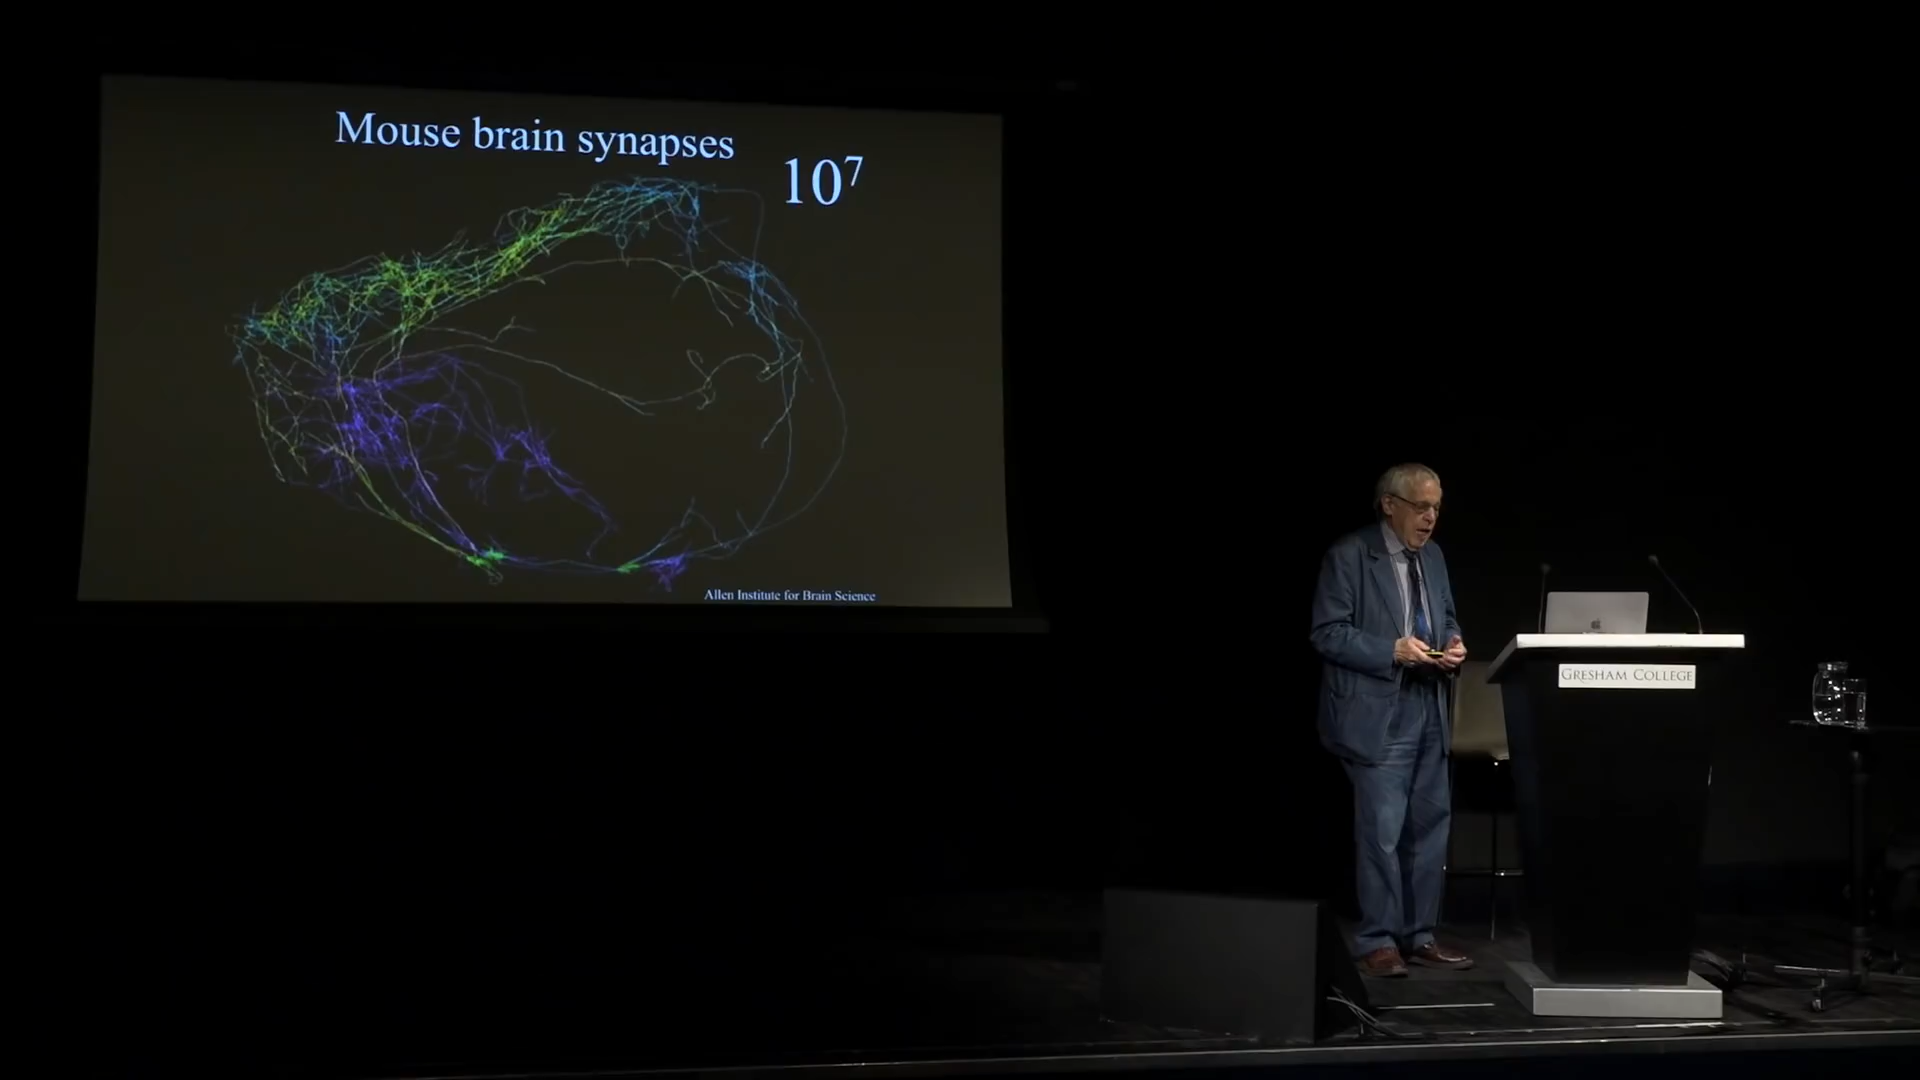 Mouse brain synapses
10⁷
Allen Institute for Brain Science
GRESHAM COLLEGE